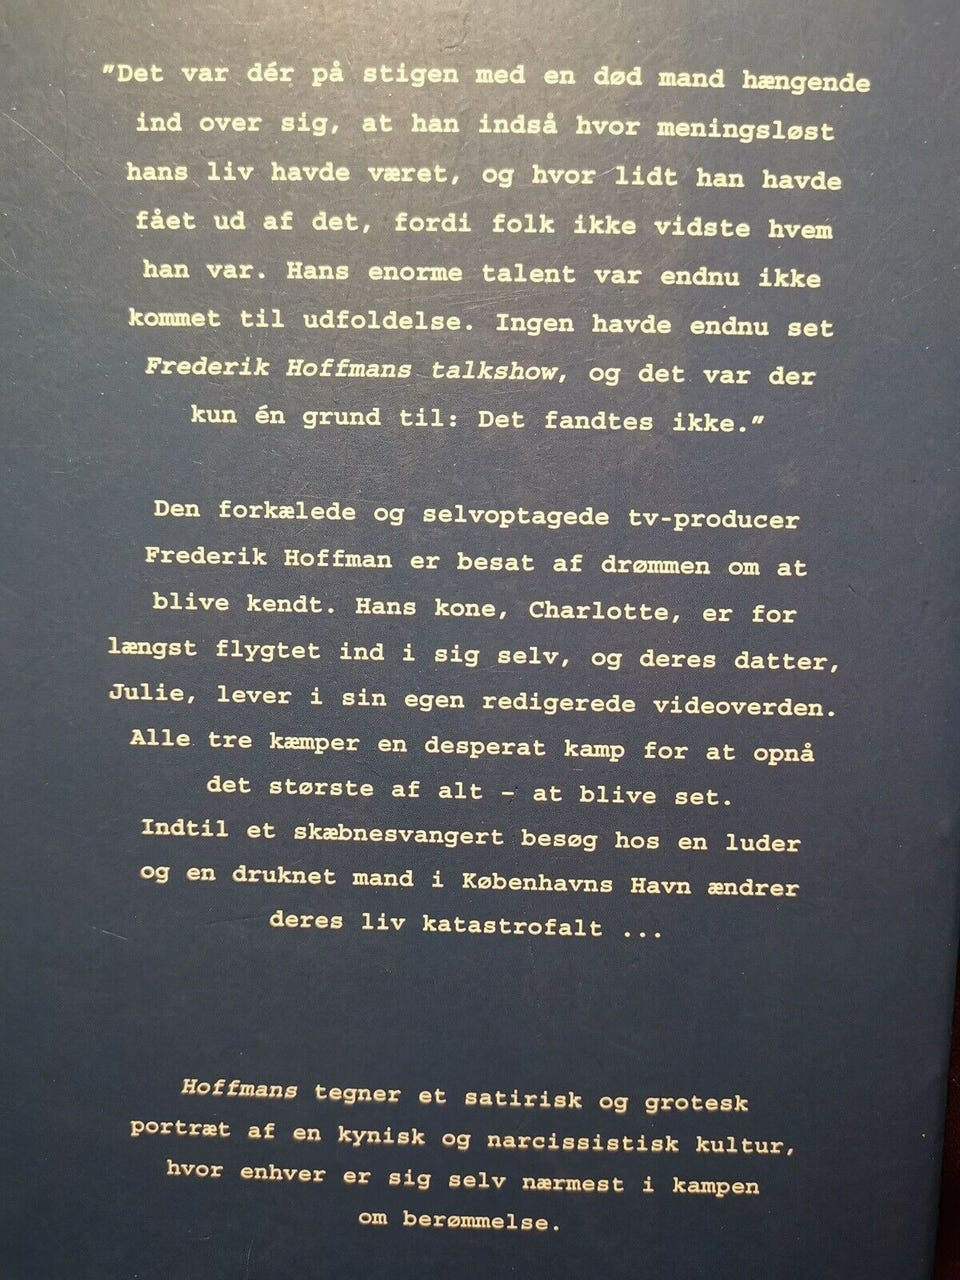 "Det var dér på stigen med en død mand hængende
ind over sig, at han indså hvor meningsløst
hans liv havde været, og hvor lidt han havde
fået ud af det, fordi folk ikke vidste hvem
han var. Hans enorme talent var endnu ikke
kommet til udfoldelse. Ingen havde endnu set
Frederik Hoffmans talkshow, og det var der
kun én grund til: Det fandtes ikke."
Den forkælede og selvoptagede tv-producer
Frederik Hoffman er besat af drømmen om at
blive kendt. Hans kone, Charlotte, er for
længst flygtet ind i sig selv, og deres datter,
Julie, lever i sin egen redigerede videoverden.
Alle tre kæmper en desperat kamp for at opnå
det største af alt – at blive set.
Indtil et skæbnesvangert besøg hos en luder
og en druknet mand i Københavns Havn ændrer
deres liv katastrofalt ...
Hoffmans tegner et satirisk og grotesk
portræt af en kynisk og narcissistisk kultur,
hvor enhver er sig selv nærmest i kampen
om berømmelse.